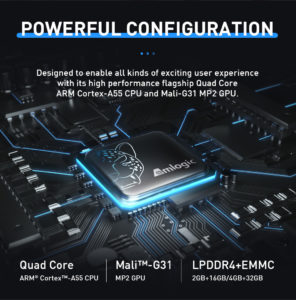 POWERFUL CONFIGURATION
Designed to enable all kinds of exciting user experience
with its high performance flagship Quad Core
ARM Cortex-A55 CPU and Mali-G31 MP2 GPU.
Amlogic
Quad Core
ARM® Cortex™-A55 CPU
Mali™-G31
MP2 GPU
LPDDR4+EMMC
2GB+16GB/4GB+32GB